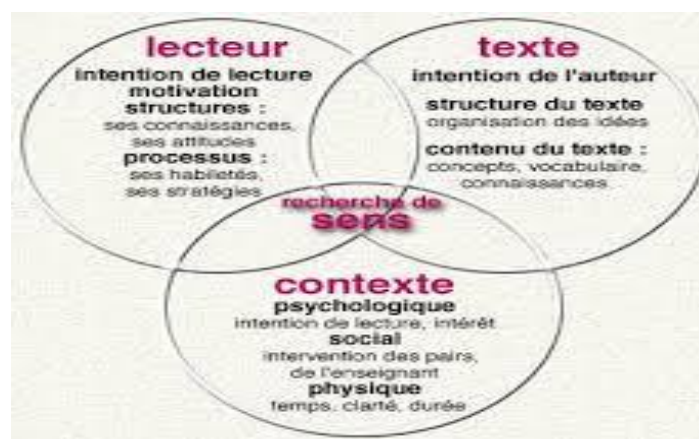 lecteur
intention de lecture
motivation
structures :
ses connaissances,
ses attitudes
processus :
ses habiletés,
ses stratégies
texte
intention de l'auteur
structure du texte
organisation des idées
contenu du texte :
concepts, vocabulaire,
connaissances
recherche de
sens
contexte
psychologique
intention de lecture, intérêt
social
intervention des pairs,
de l'enseignant
physique
temps, clarté, durée